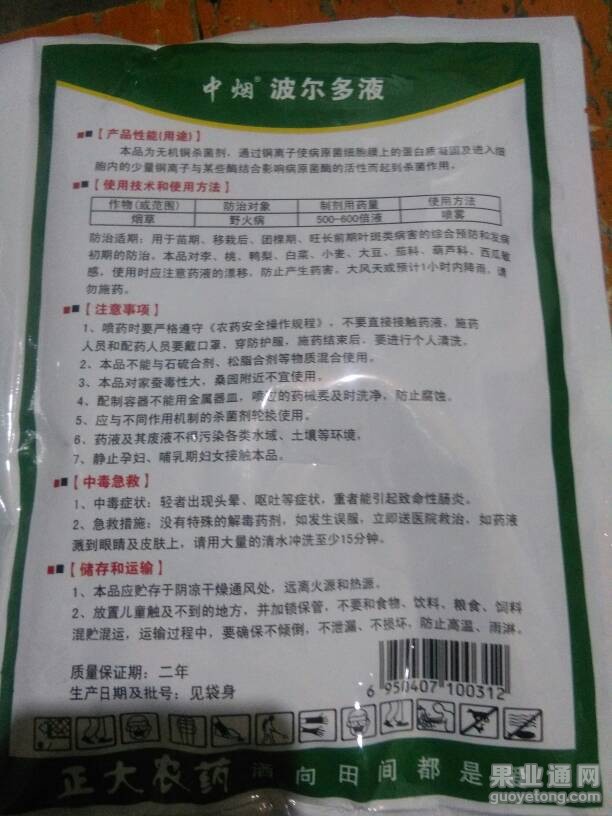 中烟® 波尔多液
【产品性能(用途)】
本品为无机铜杀菌剂，通过铜离子使病原菌细胞膜上的蛋白质凝固及进入细
胞内的少量铜离子与某些酶结合影响病原菌酶的活性而起到杀菌作用。
【使用技术和使用方法】
作物(或范围) 防治对象 制剂用药量 使用方法
烟草 野火病 500-600倍液 喷雾
防治适期：用于苗期、移栽后、团棵期、旺长前期叶斑类病害的综合预防和发病
初期的防治。本品对李、桃、鸭梨、白菜、小麦、大豆、茄科、葫芦科、西瓜敏
感，使用时应注意药液的漂移，防止产生药害。大风天或预计1小时内降雨，请
勿施药。
【注意事项】
1、喷药时要严格遵守《农药安全操作规程》，不要直接接触药液，施药
人员和配药人员要戴口罩，穿防护服，施药结束后，要进行个人清洗。
2、本品不能与石硫合剂、松脂合剂等物质混合使用。
3、本品对家蚕毒性大，桑园附近不宜使用。
4、配制容器不能用金属器皿，喷过的药械要及时洗净，防止腐蚀。
5、应与不同作用机制的杀菌剂轮换使用。
6、药液及其废液不得污染各类水域、土壤等环境。
7、静止孕妇、哺乳期妇女接触本品。
【中毒急救】
1、中毒症状：轻者出现头晕、呕吐等症状，重者能引起致命性肠炎。
2、急救措施：没有特殊的解毒药剂，如发生误服，立即送医院救治，如药液
溅到眼睛及皮肤上，请用大量的清水冲洗至少15分钟。
【储存和运输】
1、本品应贮存于阴凉干燥通风处，远离火源和热源。
2、放置儿童触及不到的地方，并加锁保管，不要和食物、饮料、粮食、饲料
混贮混运，运输过程中，要确保不倾倒，不泄漏、不损坏，防止高温、雨淋。
质量保证期：二年
生产日期及批号：见袋身
6 950407 100312
正大农药 洒向田间都是
果业通网
guoyetong.com